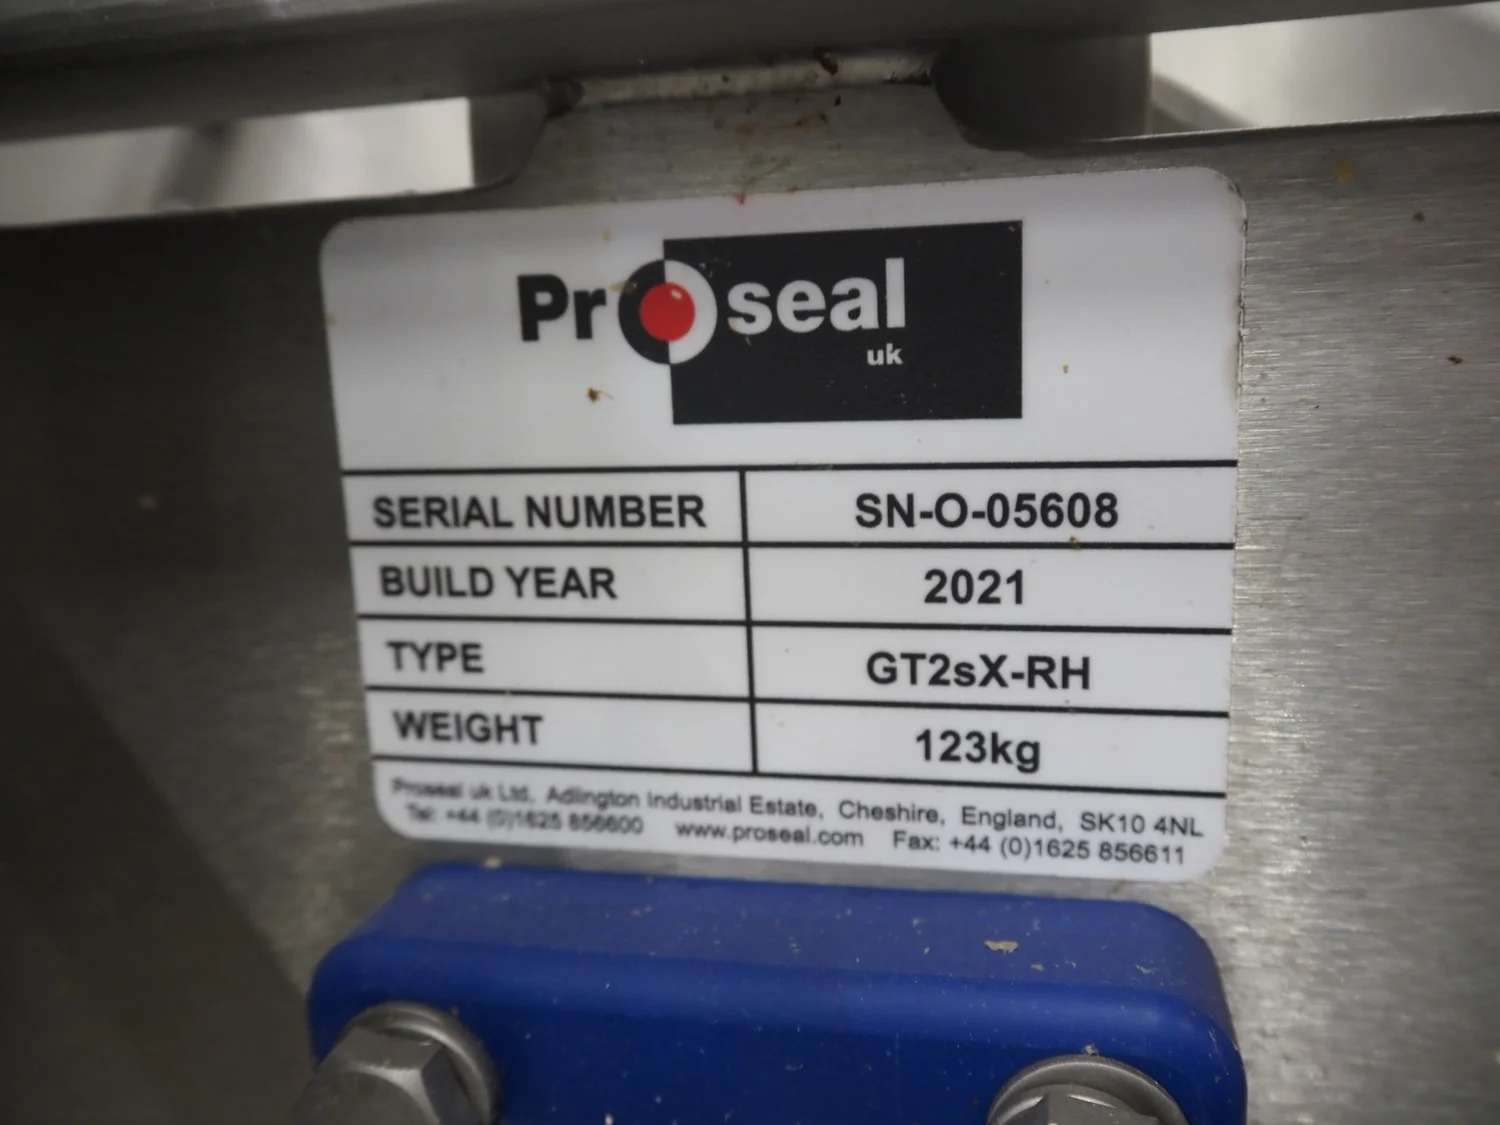 Proseal
uk
SERIAL NUMBER SN-O-05608
BUILD YEAR 2021
TYPE GT2sX-RH
WEIGHT 123kg
Proseal uk Ltd, Adlington Industrial Estate, Cheshire, England, SK10 4NL
Tel: +44 (0)1625 856600 www.proseal.com Fax: +44 (0)1625 856611